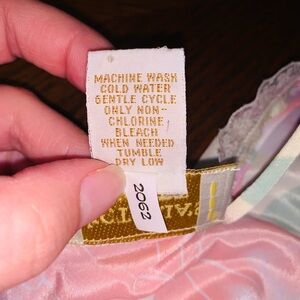 MACHINE WASH
COLD WATER
GENTLE CYCLE
ONLY NON-
CHLORINE
BLEACH
WHEN NEEDED
TUMBLE
DRY LOW
2062